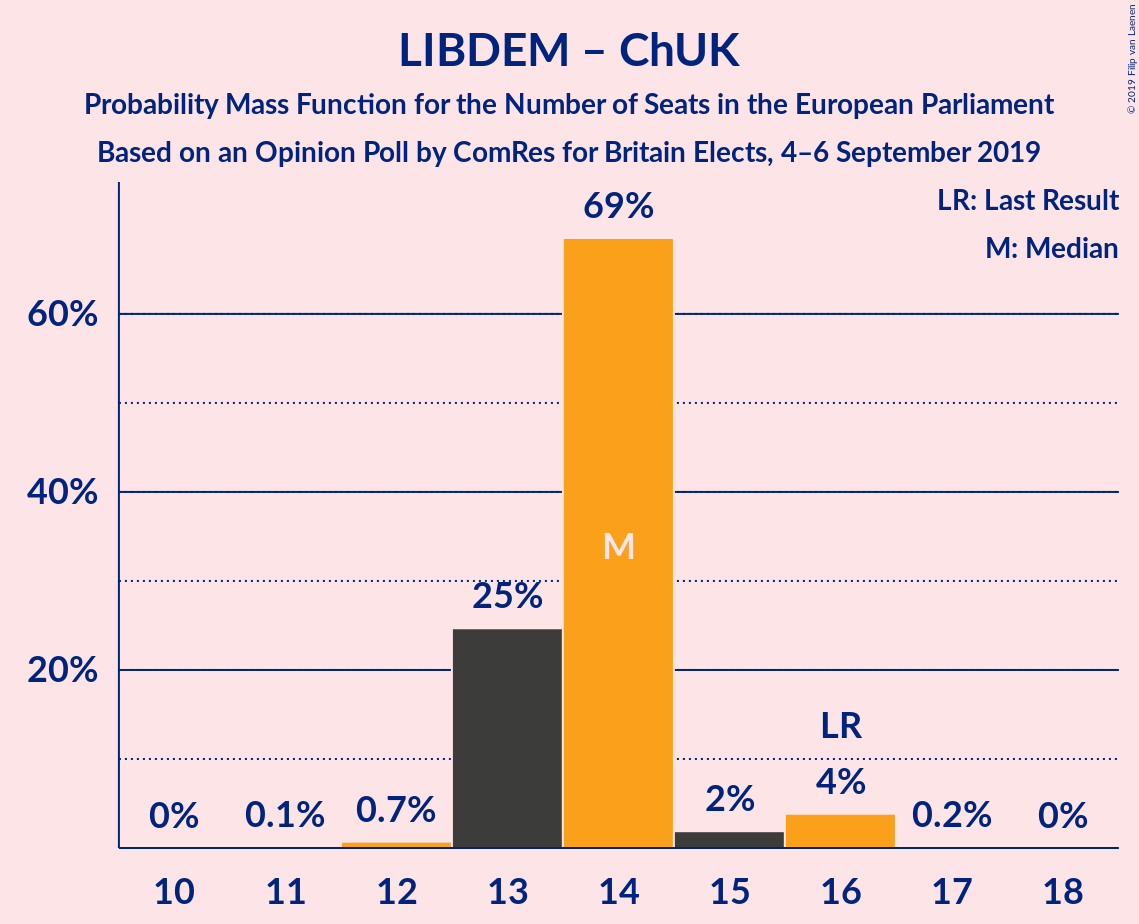 LIBDEM – ChUK
Probability Mass Function for the Number of Seats in the European Parliament
Based on an Opinion Poll by ComRes for Britain Elects, 4–6 September 2019
© 2019 Filip van Laenen
LR: Last Result
M: Median
69%
60%
40%
M
25%
20%
LR
0%
0.1%
0.7%
2%
4%
0.2%
0%
10 11 12 13 14 15 16 17 18